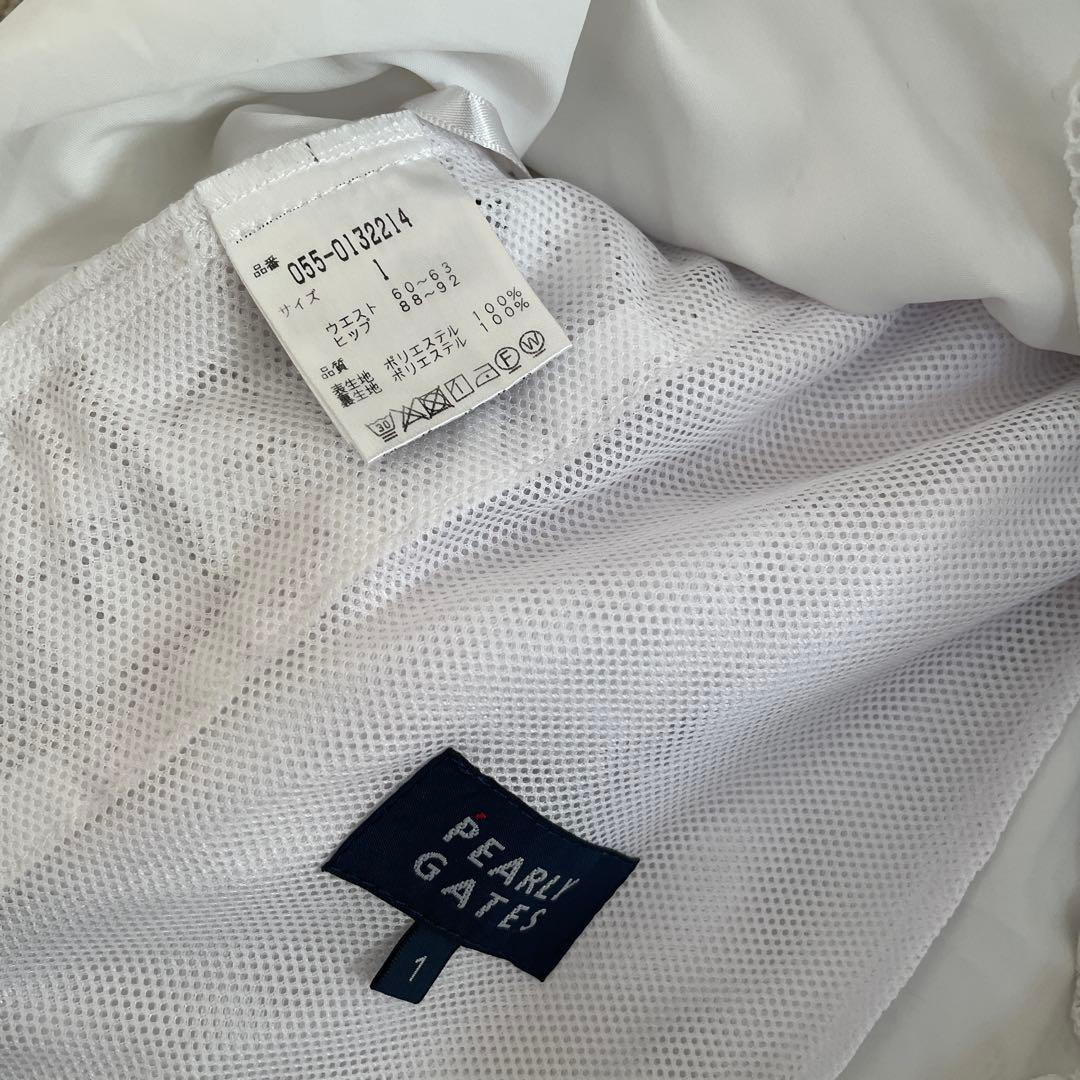 品番 055-0132214
サイズ 1
ウエスト 60~63
ヒップ 88~92
品質
表生地 ポリエステル 100%
裏生地 ポリエステル 100%
30 F W
PEARLY
GATES
1